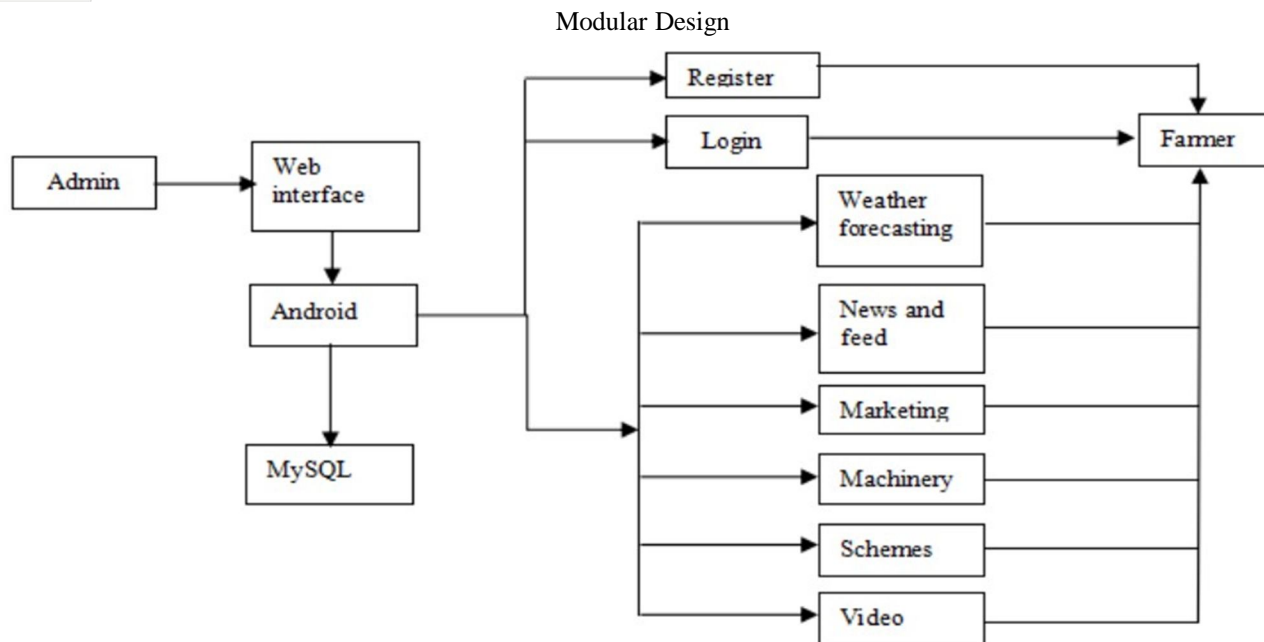 Modular Design
Register
Login
Farmer
Admin
Web
interface
Android
MySQL
Weather
forecasting
News and
feed
Marketing
Machinery
Schemes
Video